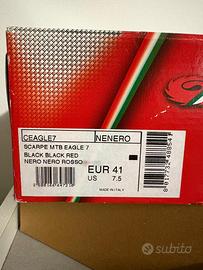 CEAGLE7 NENERO
SCARPE MTB EAGLE 7
BLACK BLACK RED
NERO NERO ROSSO
EUR 41
US 7.5
MADE IN ITALY
subito